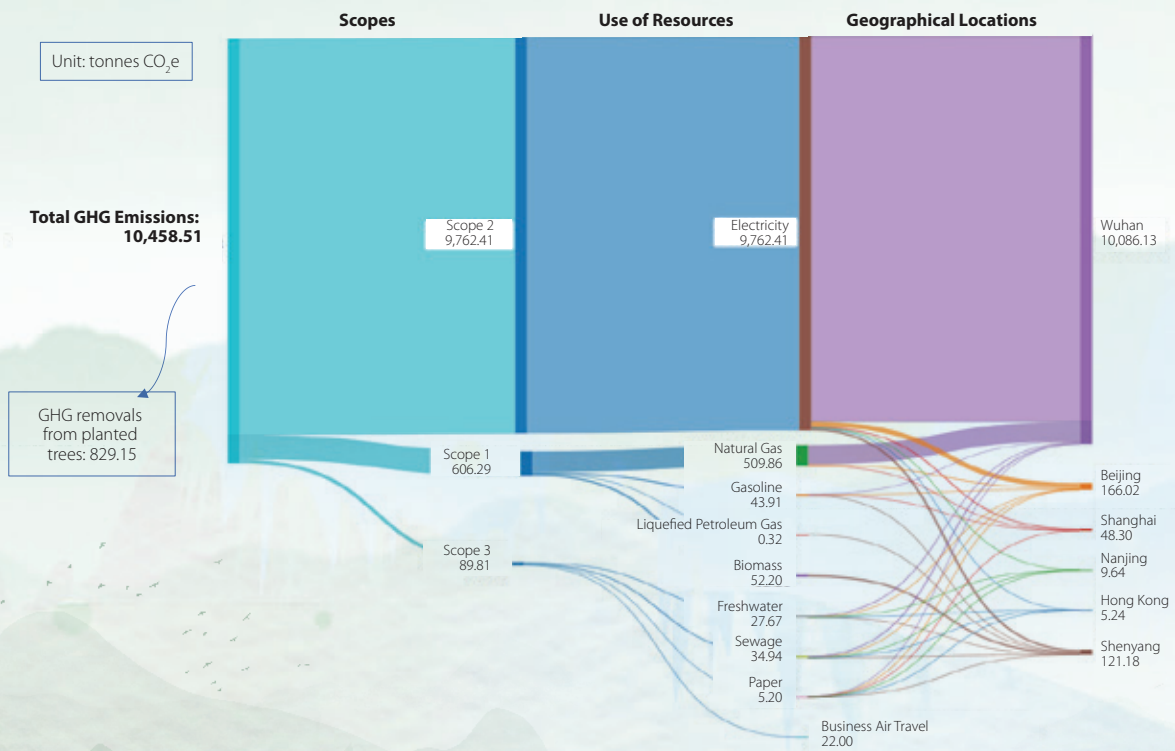 Scopes
Use of Resources
Geographical Locations
Unit: tonnes CO₂e
Total GHG Emissions:
10,458.51
GHG removals
from planted
trees: 829.15
Scope 2
9,762.41
Scope 1
606.29
Scope 3
89.81
Electricity
9,762.41
Natural Gas
509.86
Gasoline
43.91
Liquefied Petroleum Gas
0.32
Biomass
52.20
Freshwater
27.67
Sewage
34.94
Paper
5.20
Business Air Travel
22.00
Wuhan
10,086.13
Beijing
166.02
Shanghai
48.30
Nanjing
9.64
Hong Kong
5.24
Shenyang
121.18